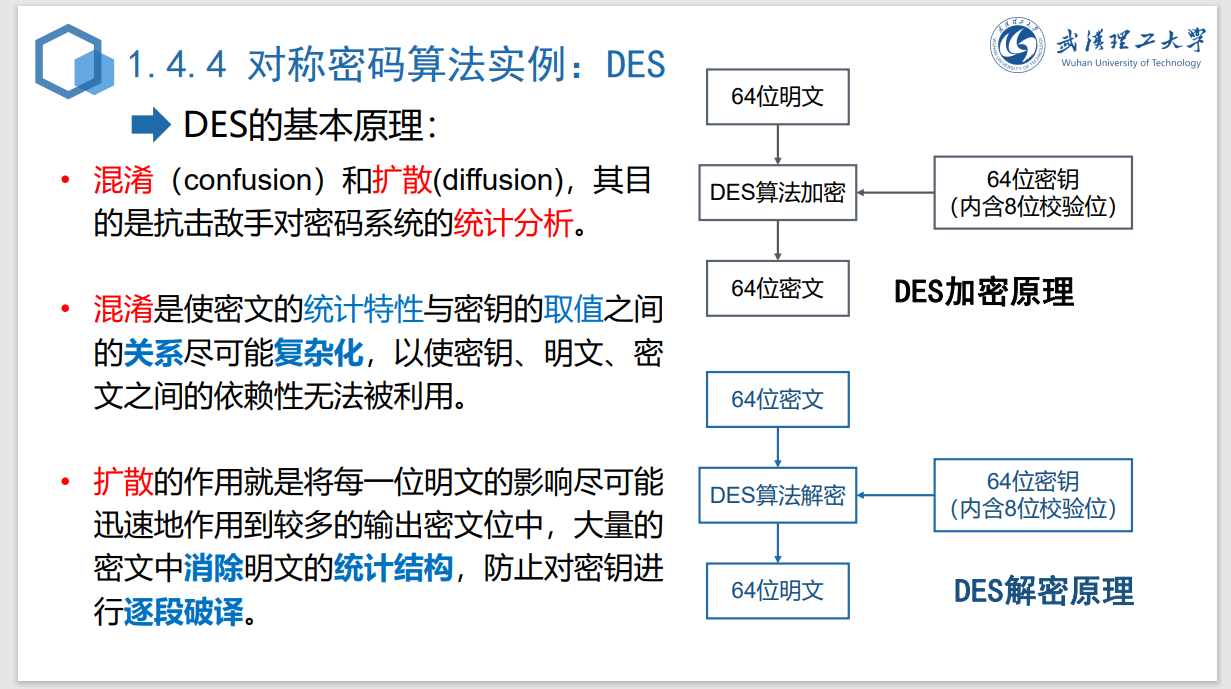 1.4.4 对称密码算法实例：DES
武汉理工大学
Wuhan University of Technology
DES的基本原理：
混淆（confusion）和扩散(diffusion)，其目
的是抗击敌手对密码系统的统计分析。
混淆是使密文的统计特性与密钥的取值之间
的关系尽可能复杂化，以使密钥、明文、密
文之间的依赖性无法被利用。
扩散的作用就是将每一位明文的影响尽可能
迅速地作用到较多的输出密文位中，大量的
密文中消除明文的统计结构，防止对密钥进
行逐段破译。
64位明文
DES算法加密
64位密钥
（内含8位校验位）
64位密文
DES加密原理
64位密文
DES算法解密
64位密钥
（内含8位校验位）
64位明文
DES解密原理